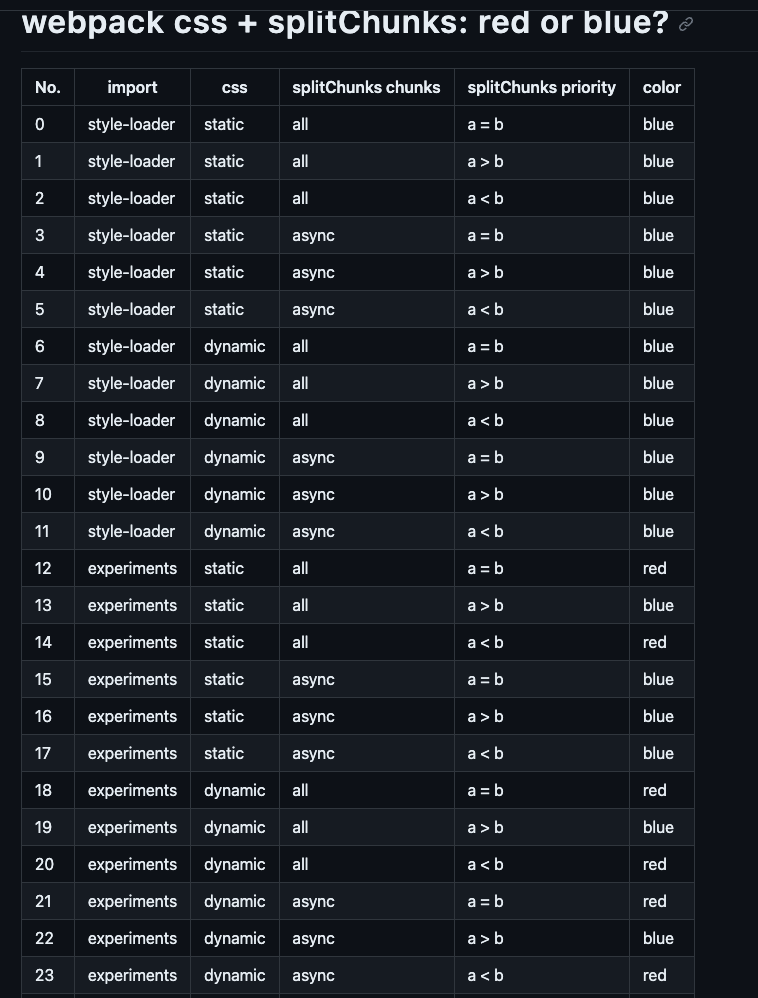 webpack css + splitChunks: red or blue?
No. import css splitChunks chunks splitChunks priority color
0 style-loader static all a = b blue
1 style-loader static all a > b blue
2 style-loader static all a < b blue
3 style-loader static async a = b blue
4 style-loader static async a > b blue
5 style-loader static async a < b blue
6 style-loader dynamic all a = b blue
7 style-loader dynamic all a > b blue
8 style-loader dynamic all a < b blue
9 style-loader dynamic async a = b blue
10 style-loader dynamic async a > b blue
11 style-loader dynamic async a < b blue
12 experiments static all a = b red
13 experiments static all a > b blue
14 experiments static all a < b red
15 experiments static async a = b blue
16 experiments static async a > b blue
17 experiments static async a < b blue
18 experiments dynamic all a = b red
19 experiments dynamic all a > b blue
20 experiments dynamic all a < b red
21 experiments dynamic async a = b red
22 experiments dynamic async a > b blue
23 experiments dynamic async a < b red